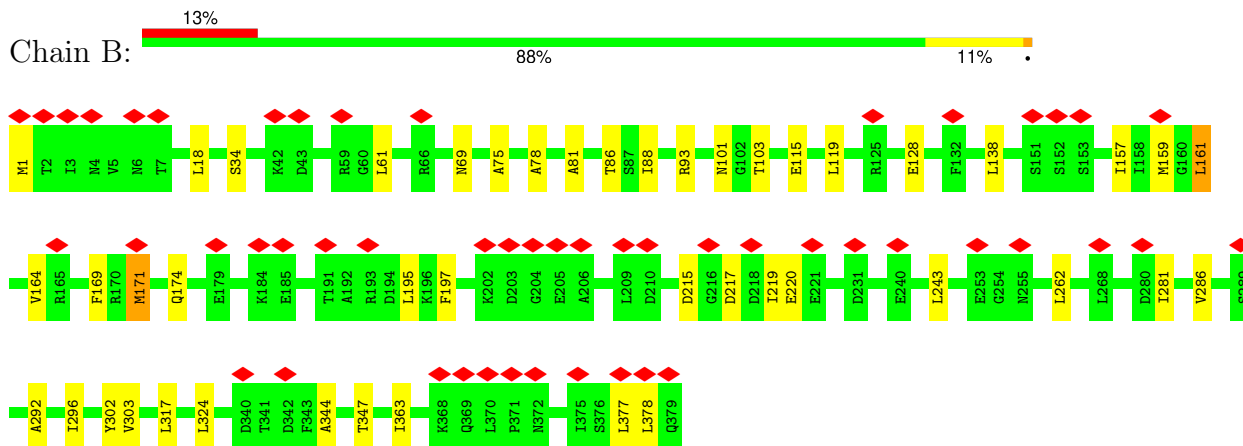 13%
Chain B:
88% 11% •
M1 T2 I3 N4 V5 N6 T7 L18 S34 K42 D43 R59 G60 L61 R66 N69 A75 A78 A81 T86 S87 I88 R93 N101 G102 T103 E115 L119 R125 E128 F132 L138 S151 S152 S153 I157 I158 M159 G160 L161
V164 R165 F169 R170 M171 Q174 E179 K184 E185 T191 A192 R193 D194 L195 K196 F197 K202 D203 G204 E205 A206 L209 D210 D215 G216 D217 D218 I219 E220 E221 D231 E240 L243 E253 G254 N255 L262 L268 D280 I281 V286
A292 I296 Y302 V303 L317 L324 D340 T341 D342 F343 A344 T347 I363 K368 Q369 L370 P371 N372 I375 S376 L377 L378 Q379